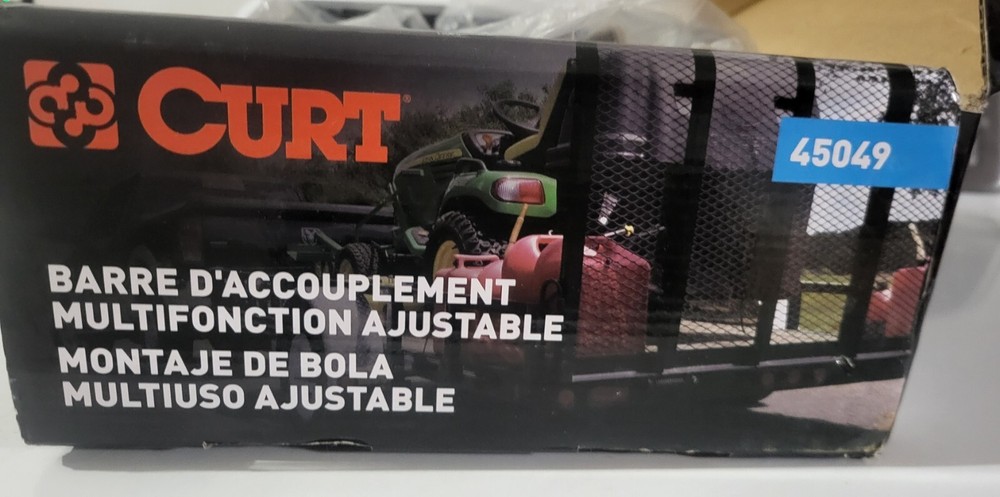 CURT®
45049
BARRE D'ACCOUPLEMENT
MULTIFONCTION AJUSTABLE
MONTAJE DE BOLA
MULTIUSO AJUSTABLE